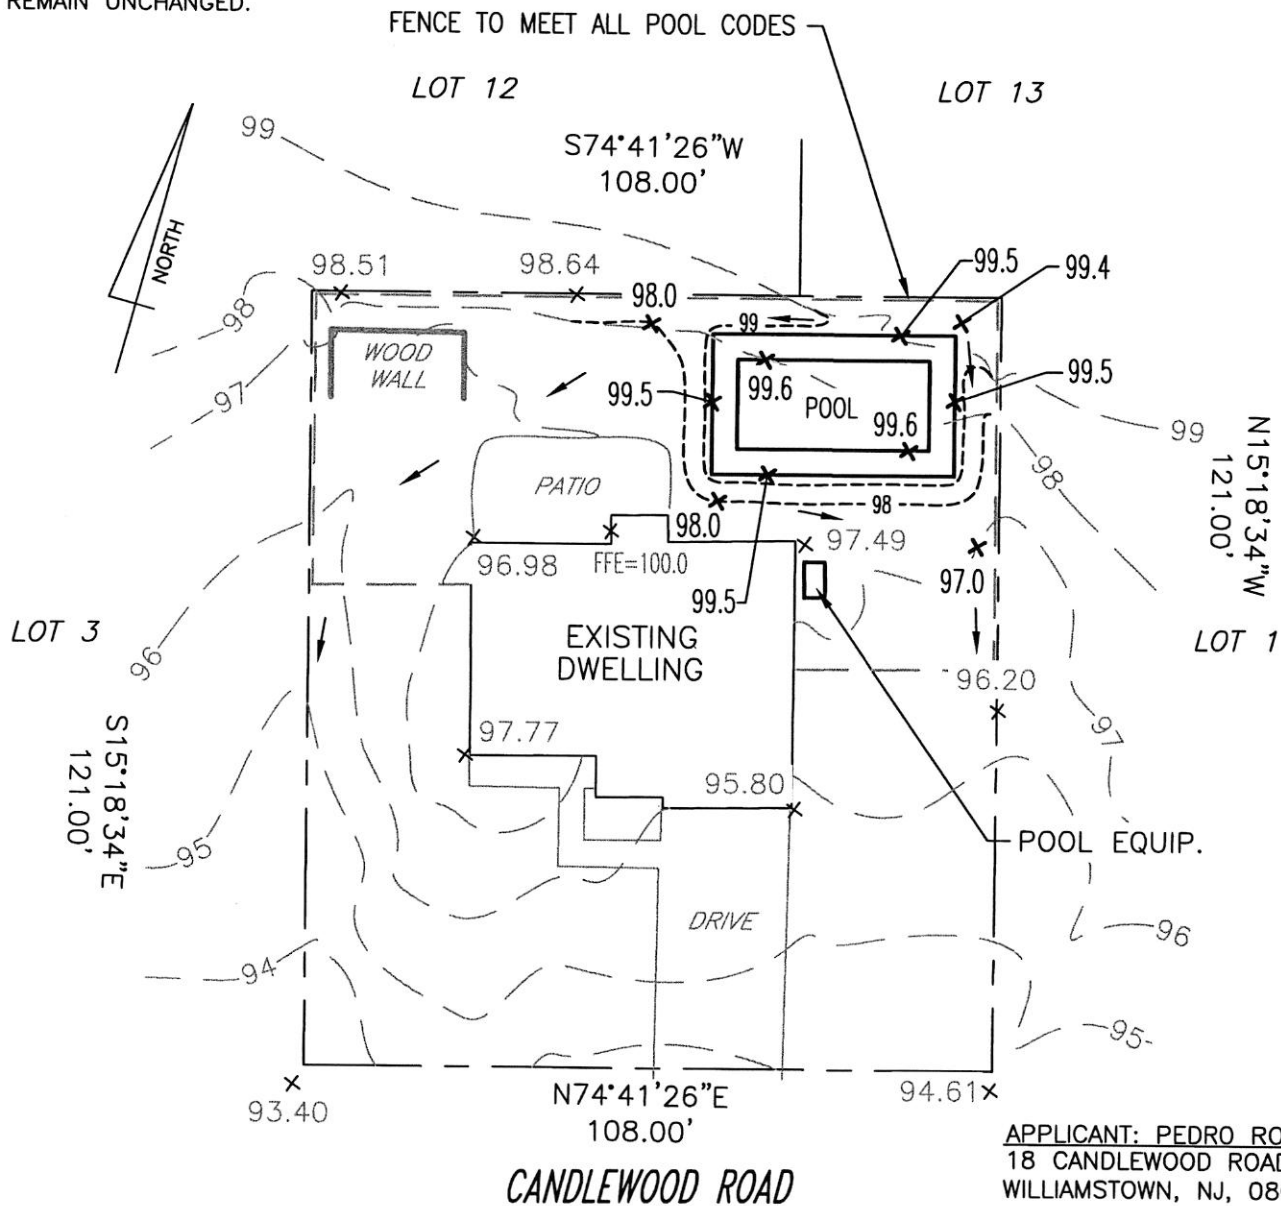 REMAIN UNCHANGED.
FENCE TO MEET ALL POOL CODES
LOT 12
LOT 13
99
S74°41'26"W
108.00'
NORTH
98.51
98.64
98.0
99.5
99.4
98
99
WOOD
WALL
97
99.5
99.6
POOL
99.5
99.6
99
N15°18'34"W
121.00'
98
PATIO
98
98.0
96.98
FFE=100.0
97.49
97.0
99.5
LOT 3
96
EXISTING
DWELLING
LOT 1
96.20
S15°18'34"E
121.00'
97.77
95.80
97
95
POOL EQUIP.
DRIVE
96
94
95
93.40
N74°41'26"E
108.00'
94.61
CANDLEWOOD ROAD
APPLICANT: PEDRO RO
18 CANDLEWOOD ROAD
WILLIAMSTOWN, NJ, 08